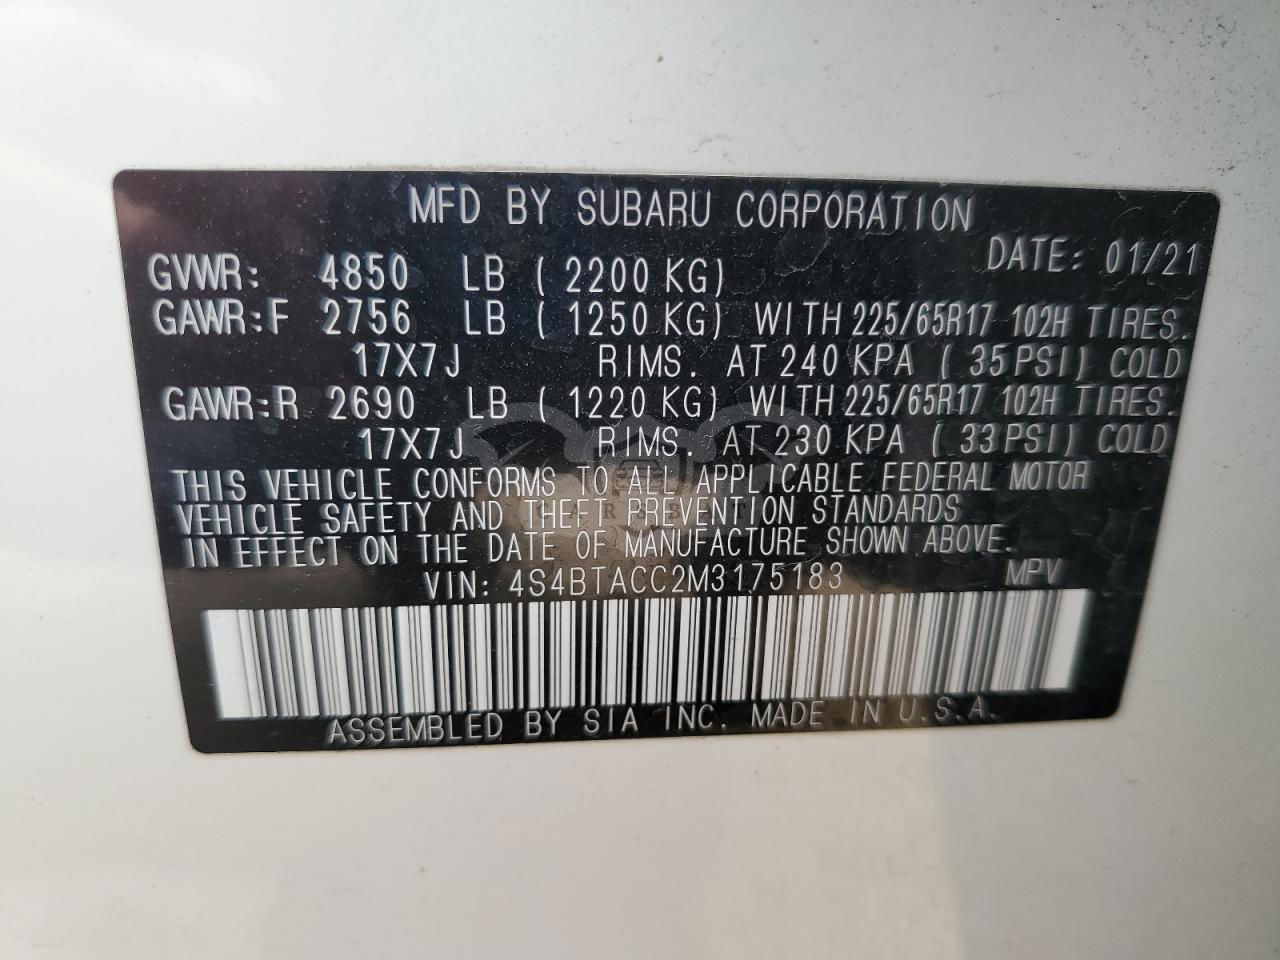 MFD BY SUBARU CORPORATION
DATE: 01/21
GVWR: 4850 LB ( 2200 KG)
GAWR:F 2756 LB ( 1250 KG) WITH 225/65R17 102H TIRES.
17X7J RIMS. AT 240 KPA ( 35 PSI) COLD
GAWR:R 2690 LB ( 1220 KG) WITH 225/65R17 102H TIRES.
17X7J RIMS. AT 230 KPA ( 33 PSI) COLD
THIS VEHICLE CONFORMS TO ALL APPLICABLE FEDERAL MOTOR
VEHICLE SAFETY AND THEFT PREVENTION STANDARDS
IN EFFECT ON THE DATE OF MANUFACTURE SHOWN ABOVE.
VIN: 4S4BTACC2M3175183 MPV
ASSEMBLED BY SIA INC. MADE IN U.S.A.